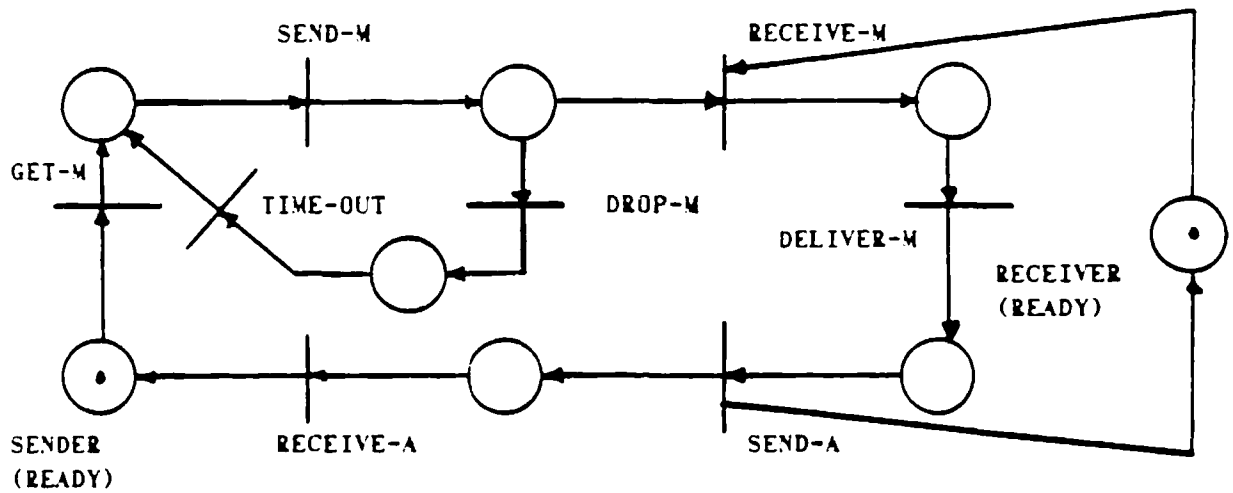 SEND-M
RECEIVE-M
GET-M
TIME-OUT
DROP-M
DELIVER-M
RECEIVER
(READY)
SENDER
(READY)
RECEIVE-A
SEND-A